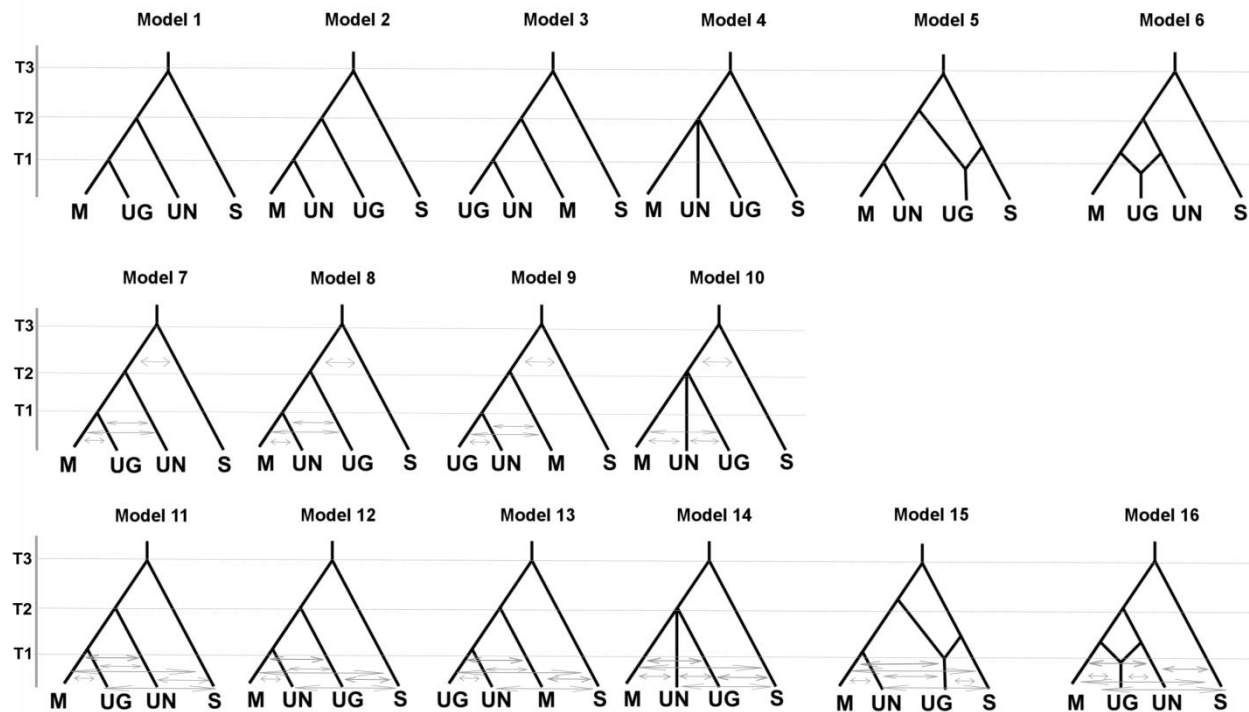 Model 1 Model 2 Model 3 Model 4 Model 5 Model 6
T3
T2
T1
M UG UN S M UN UG S UG UN M S M UN UG S M UN UG S M UG UN S
Model 7 Model 8 Model 9 Model 10
T3
T2
T1
M UG UN S M UN UG S UG UN M S M UN UG S
Model 11 Model 12 Model 13 Model 14 Model 15 Model 16
T3
T2
T1
M UG UN S M UN UG S UG UN M S M UN UG S M UN UG S M UG UN S